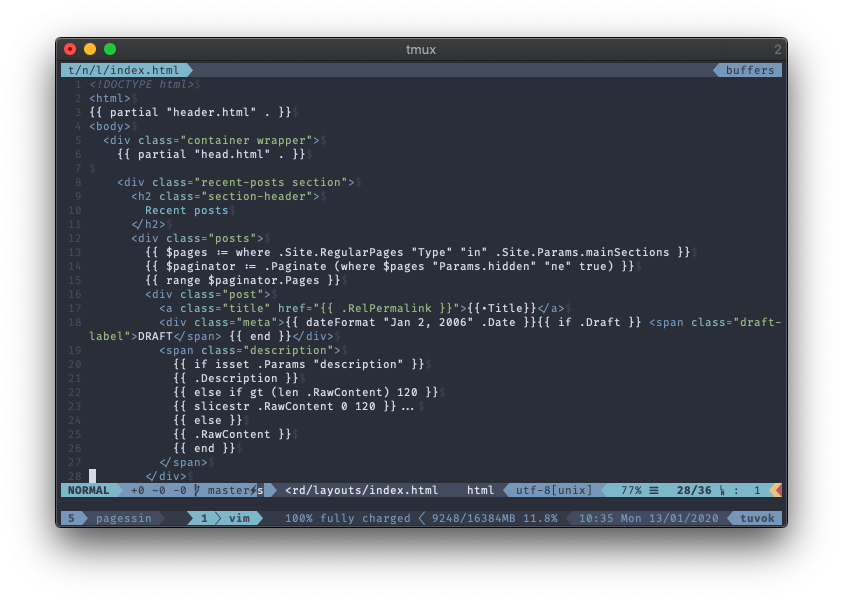 tmux
2
t/n/l/index.html buffers
1 <!DOCTYPE html>$
2 <html>$
3 {{ partial "header.html" . }}$
4 <body>$
5 <div class="container wrapper">$
6 {{ partial "head.html" . }}$
7 $
8 <div class="recent-posts section">$
9 <h2 class="section-header">$
10 Recent posts$
11 </h2>$
12 <div class="posts">$
13 {{ $pages := where .Site.RegularPages "Type" "in" .Site.Params.mainSections }}$
14 {{ $paginator := .Paginate (where $pages "Params.hidden" "ne" true) }}$
15 {{ range $paginator.Pages }}$
16 <div class="post">$
17 <a class="title" href="{{ .RelPermalink }}">{{·Title}}</a>$
18 <div class="meta">{{ dateFormat "Jan 2, 2006" .Date }}{{ if .Draft }} <span class="draft-
label">DRAFT</span> {{ end }}</div>$
19 <span class="description">$
20 {{ if isset .Params "description" }}$
21 {{ .Description }}$
22 {{ else if gt (len .RawContent) 120 }}$
23 {{ slicestr .RawContent 0 120 }}...$
24 {{ else }}$
25 {{ .RawContent }}$
26 {{ end }}$
27 </span>$
28 </div>$
NORMAL +0 ~0 -0 master s <rd/layouts/index.html html utf-8[unix] 77% ☰ 28/36 : 1
5 pagessin 1 vim 100% fully charged 9248/16384MB 11.8% 10:35 Mon 13/01/2020 tuvok